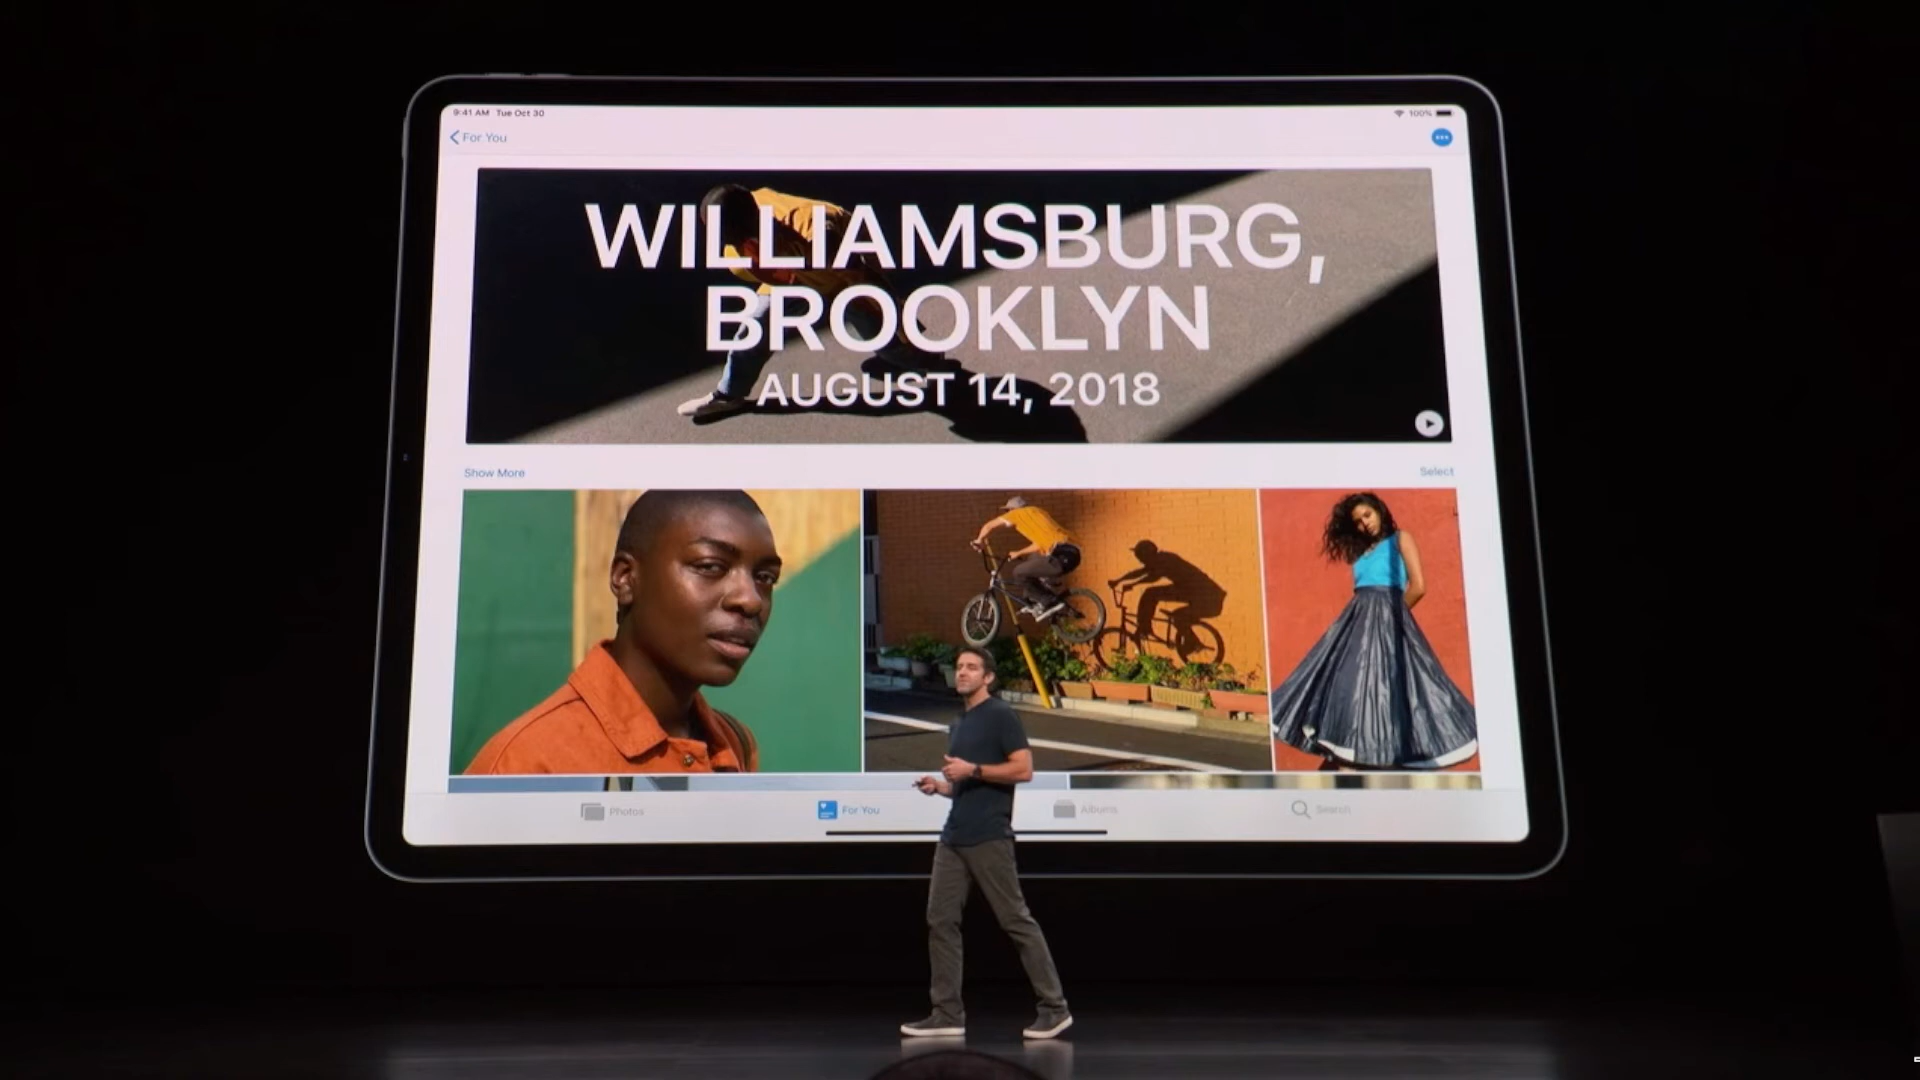 9:41 AM Tue Oct 30
100%
For You
WILLIAMSBURG,
BROOKLYN
AUGUST 14, 2018
Show More
Select
Photos
For You
Albums
Search